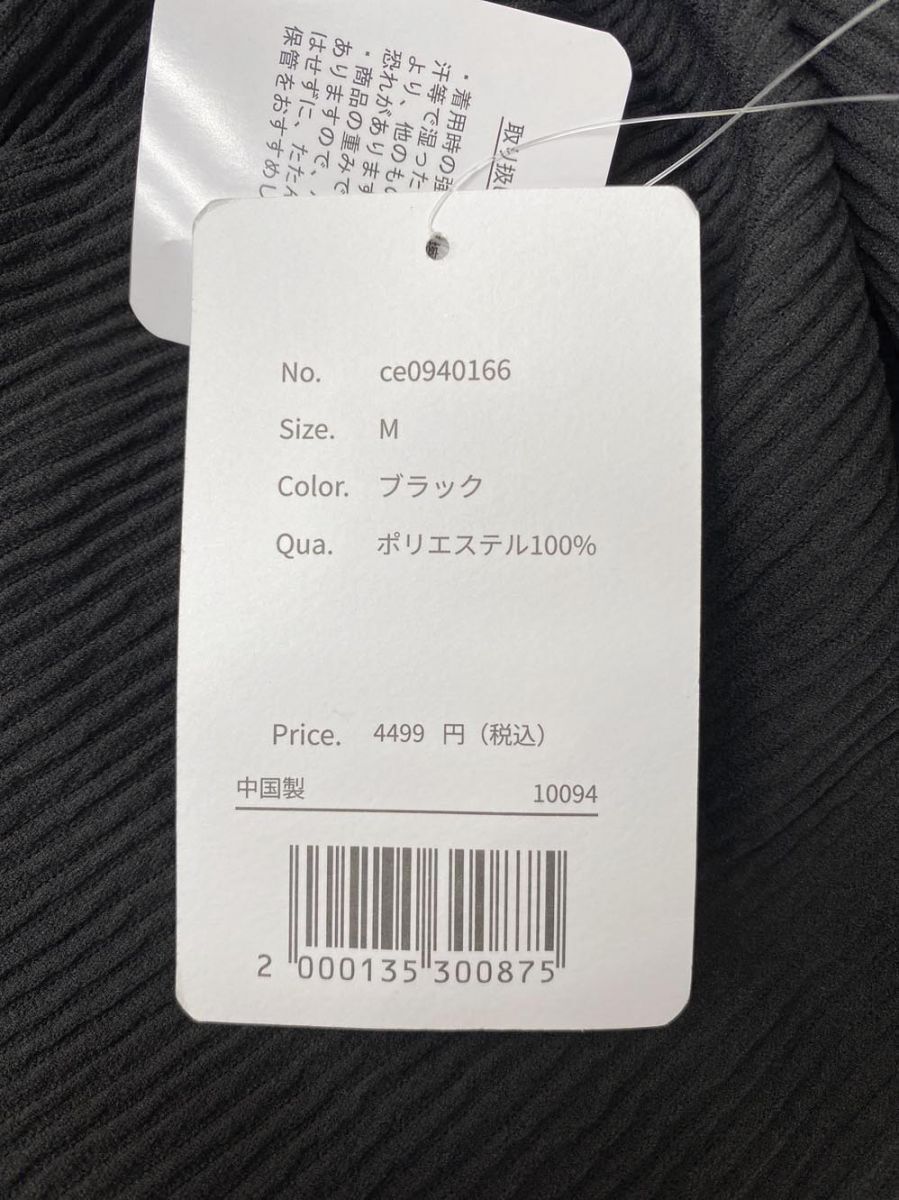 取り扱い
・着用時の強
汗等で湿った
より、他のもの
恐れがあります
・商品の重みで
ありますので、
はせずに、たたん
保管をおすすめし
No. ce0940166
Size. M
Color. ブラック
Qua. ポリエステル100%
Price. 4499 円（税込）
中国製 10094
2 000135 300875